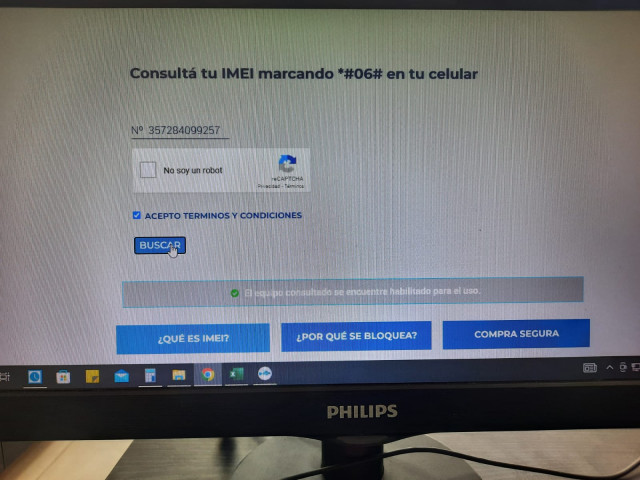 Consultá tu IMEI marcando *#06# en tu celular
Nº 357284099257
No soy un robot
reCAPTCHA
Privacidad - Términos
ACEPTO TERMINOS Y CONDICIONES
BUSCAR
El equipo consultado se encuentre habilitado para el uso.
¿QUÉ ES IMEI?
¿POR QUÉ SE BLOQUEA?
COMPRA SEGURA
PHILIPS